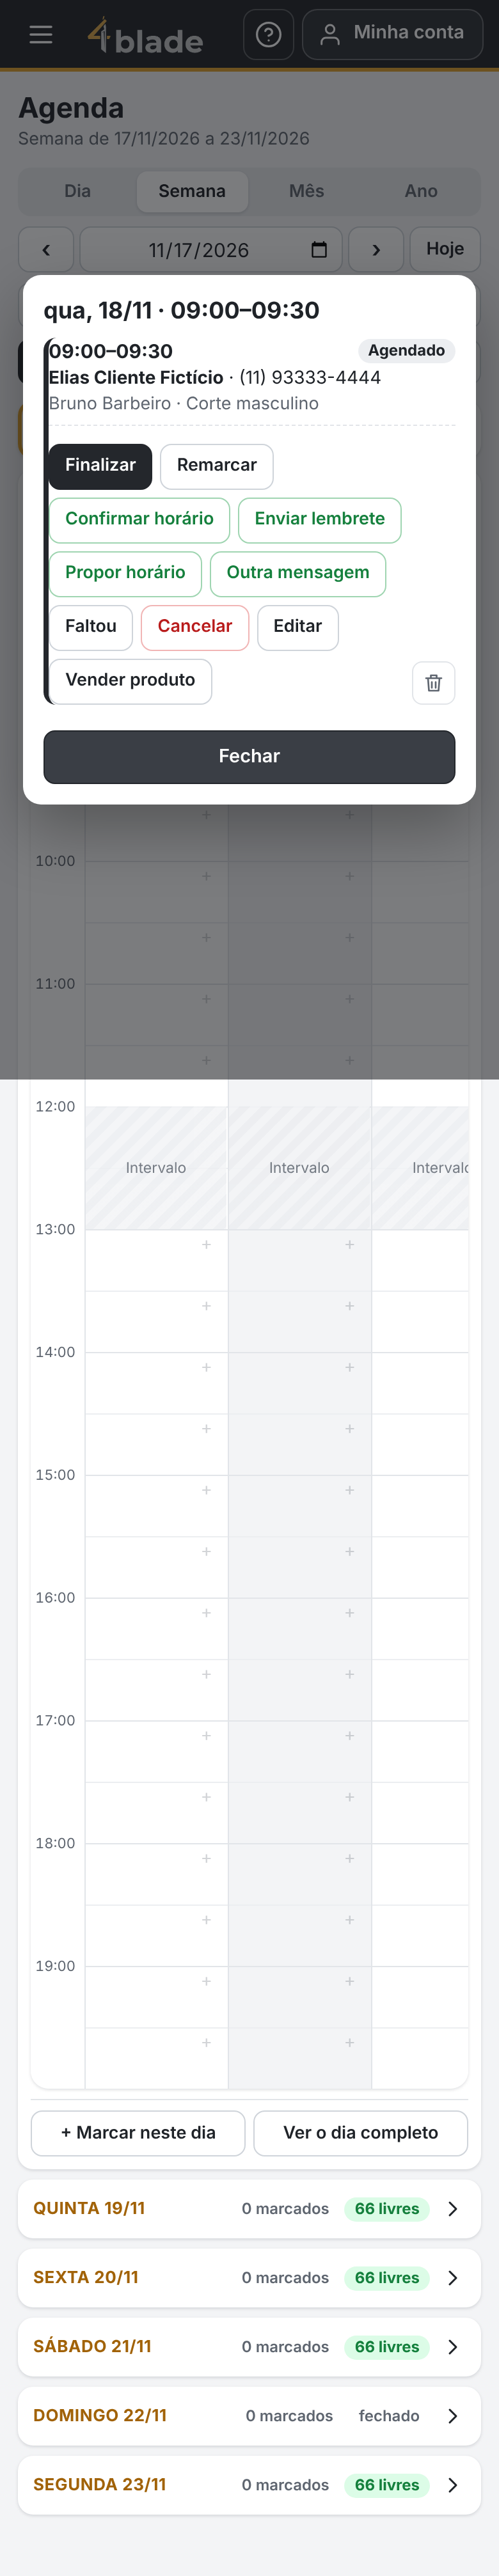 4blade
Minha conta
Agenda
Semana de 17/11/2026 a 23/11/2026
Dia Semana Mês Ano
11/17/2026 Hoje
qua, 18/11 · 09:00–09:30
09:00–09:30 Agendado
Elias Cliente Fictício · (11) 93333-4444
Bruno Barbeiro · Corte masculino
Finalizar Remarcar
Confirmar horário Enviar lembrete
Propor horário Outra mensagem
Faltou Cancelar Editar
Vender produto
Fechar
+ +
10:00
+ +
+ +
11:00
+ +
+ +
12:00
Intervalo Intervalo Intervalo
13:00
+ +
+ +
14:00
+ +
+ +
15:00
+ +
+ +
16:00
+ +
+ +
17:00
+ +
+ +
18:00
+ +
+ +
19:00
+ +
+ +
+ Marcar neste dia Ver o dia completo
QUINTA 19/11 0 marcados 66 livres
SEXTA 20/11 0 marcados 66 livres
SÁBADO 21/11 0 marcados 66 livres
DOMINGO 22/11 0 marcados fechado
SEGUNDA 23/11 0 marcados 66 livres